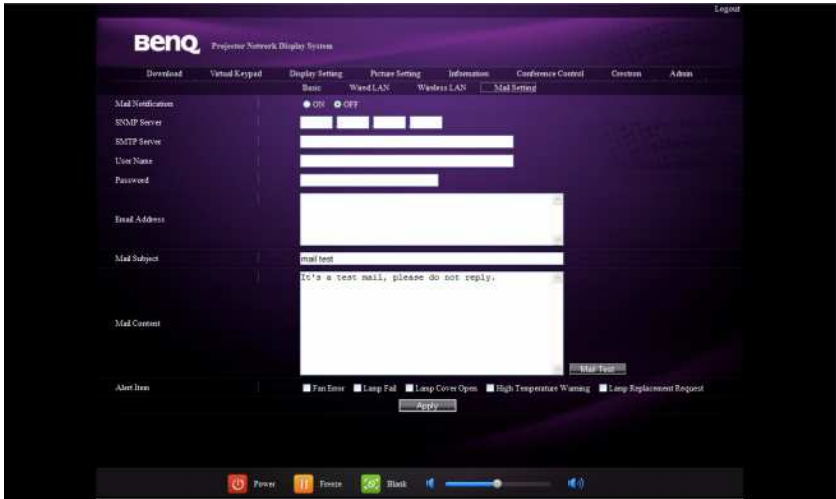 Logout
BenQ Projector Network Display System
Download Virtual Keypad Display Setting Picture Setting Information Conference Control Crestron Admin
Basic Wired LAN Wireless LAN Mail Setting
Mail Notification ON OFF
SNMP Server
SMTP Server
User Name
Password
Email Address
Mail Subject mail test
It's a test mail, please do not reply.
Mail Content
Mail Test
Alert Item Fan Error Lamp Fail Lamp Cover Open High Temperature Warning Lamp Replacement Request
Apply
Power Freeze Blank